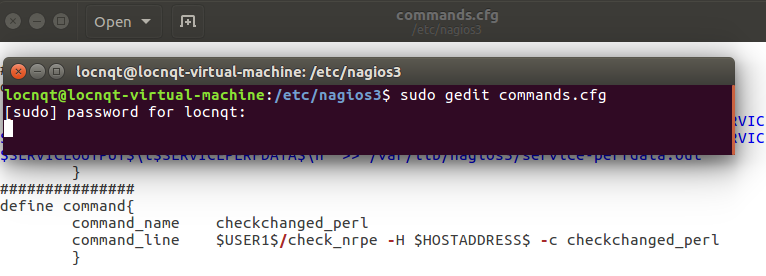 Open
commands.cfg
/etc/nagios3
locnqt@locnqt-virtual-machine: /etc/nagios3
locnqt@locnqt-virtual-machine:/etc/nagios3$ sudo gedit commands.cfg
[sudo] password for locnqt:
$SERVICEOUTPUT$\t$SERVICEPERFDATA$\n" >> /var/lib/nagios3/service-perfdata.out
}
###############
define command{
command_name checkchanged_perl
command_line $USER1$/check_nrpe -H $HOSTADDRESS$ -c checkchanged_perl
}